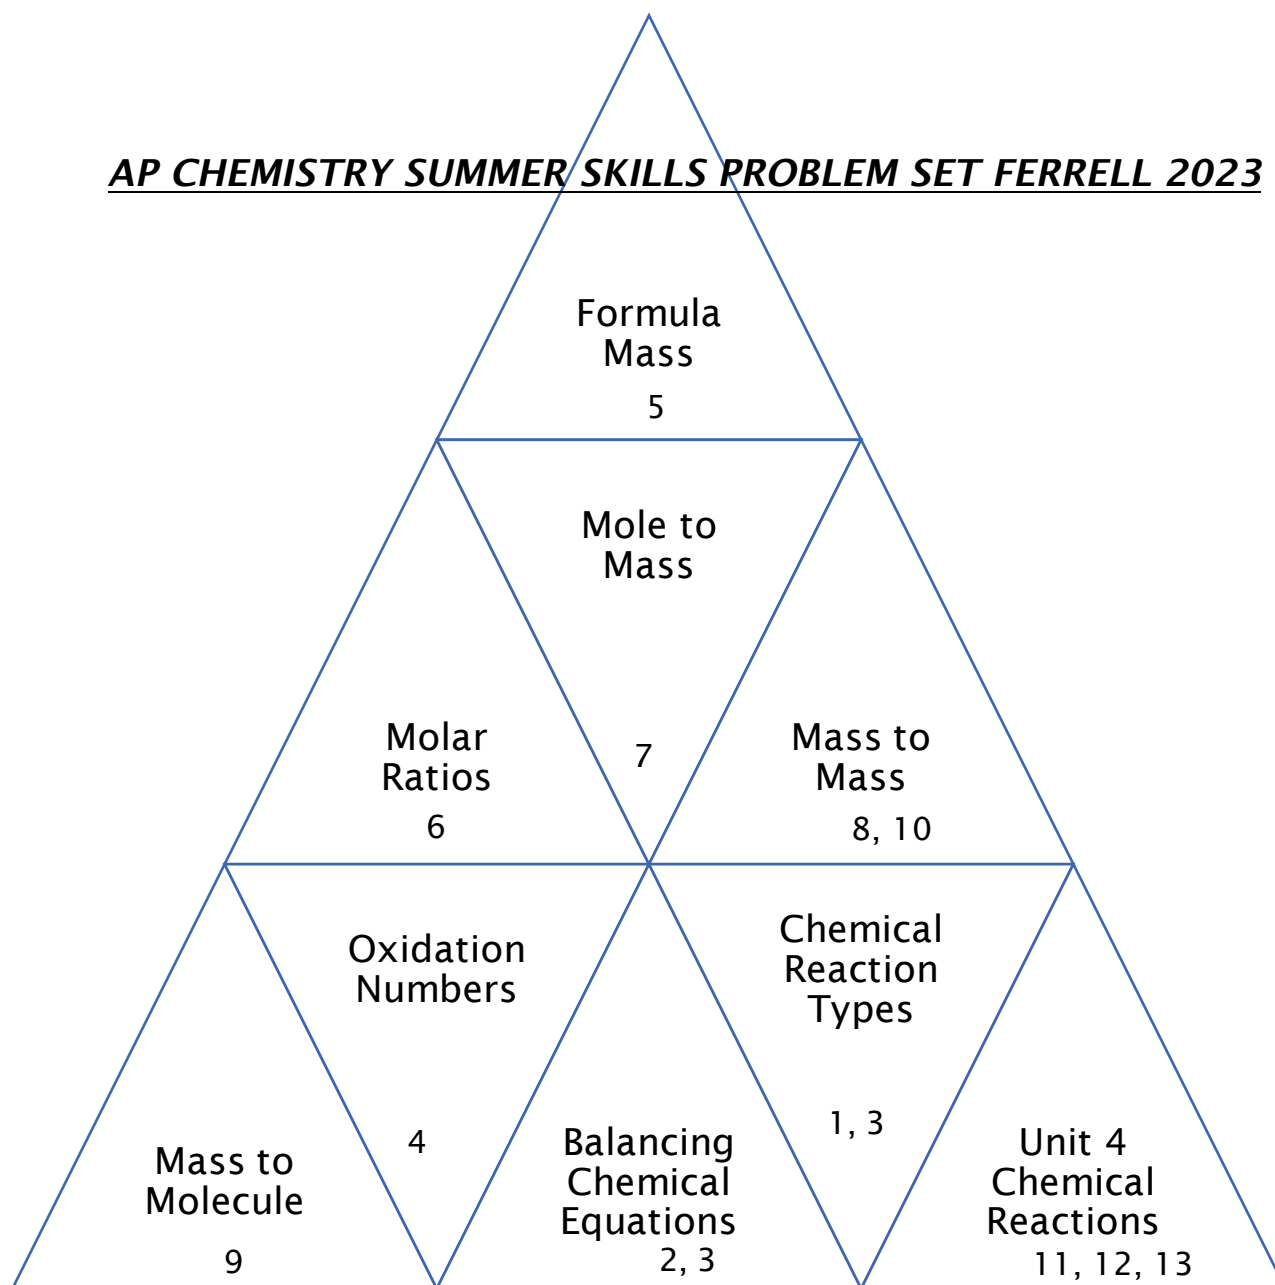 AP CHEMISTRY SUMMER SKILLS PROBLEM SET FERRELL 2023
Formula
Mass
5
Mole to
Mass
7
Molar
Ratios
6
Mass to
Mass
8, 10
Oxidation
Numbers
4
Chemical
Reaction
Types
1, 3
Mass to
Molecule
9
Balancing
Chemical
Equations
2, 3
Unit 4
Chemical
Reactions
11, 12, 13